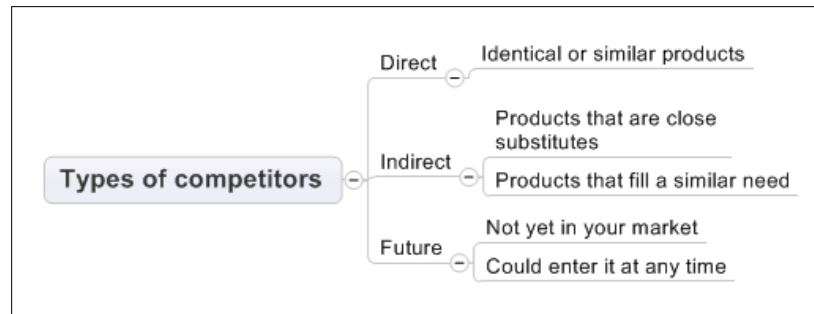 Types of competitors
Direct
Identical or similar products
Indirect
Products that are close
substitutes
Products that fill a similar need
Future
Not yet in your market
Could enter it at any time